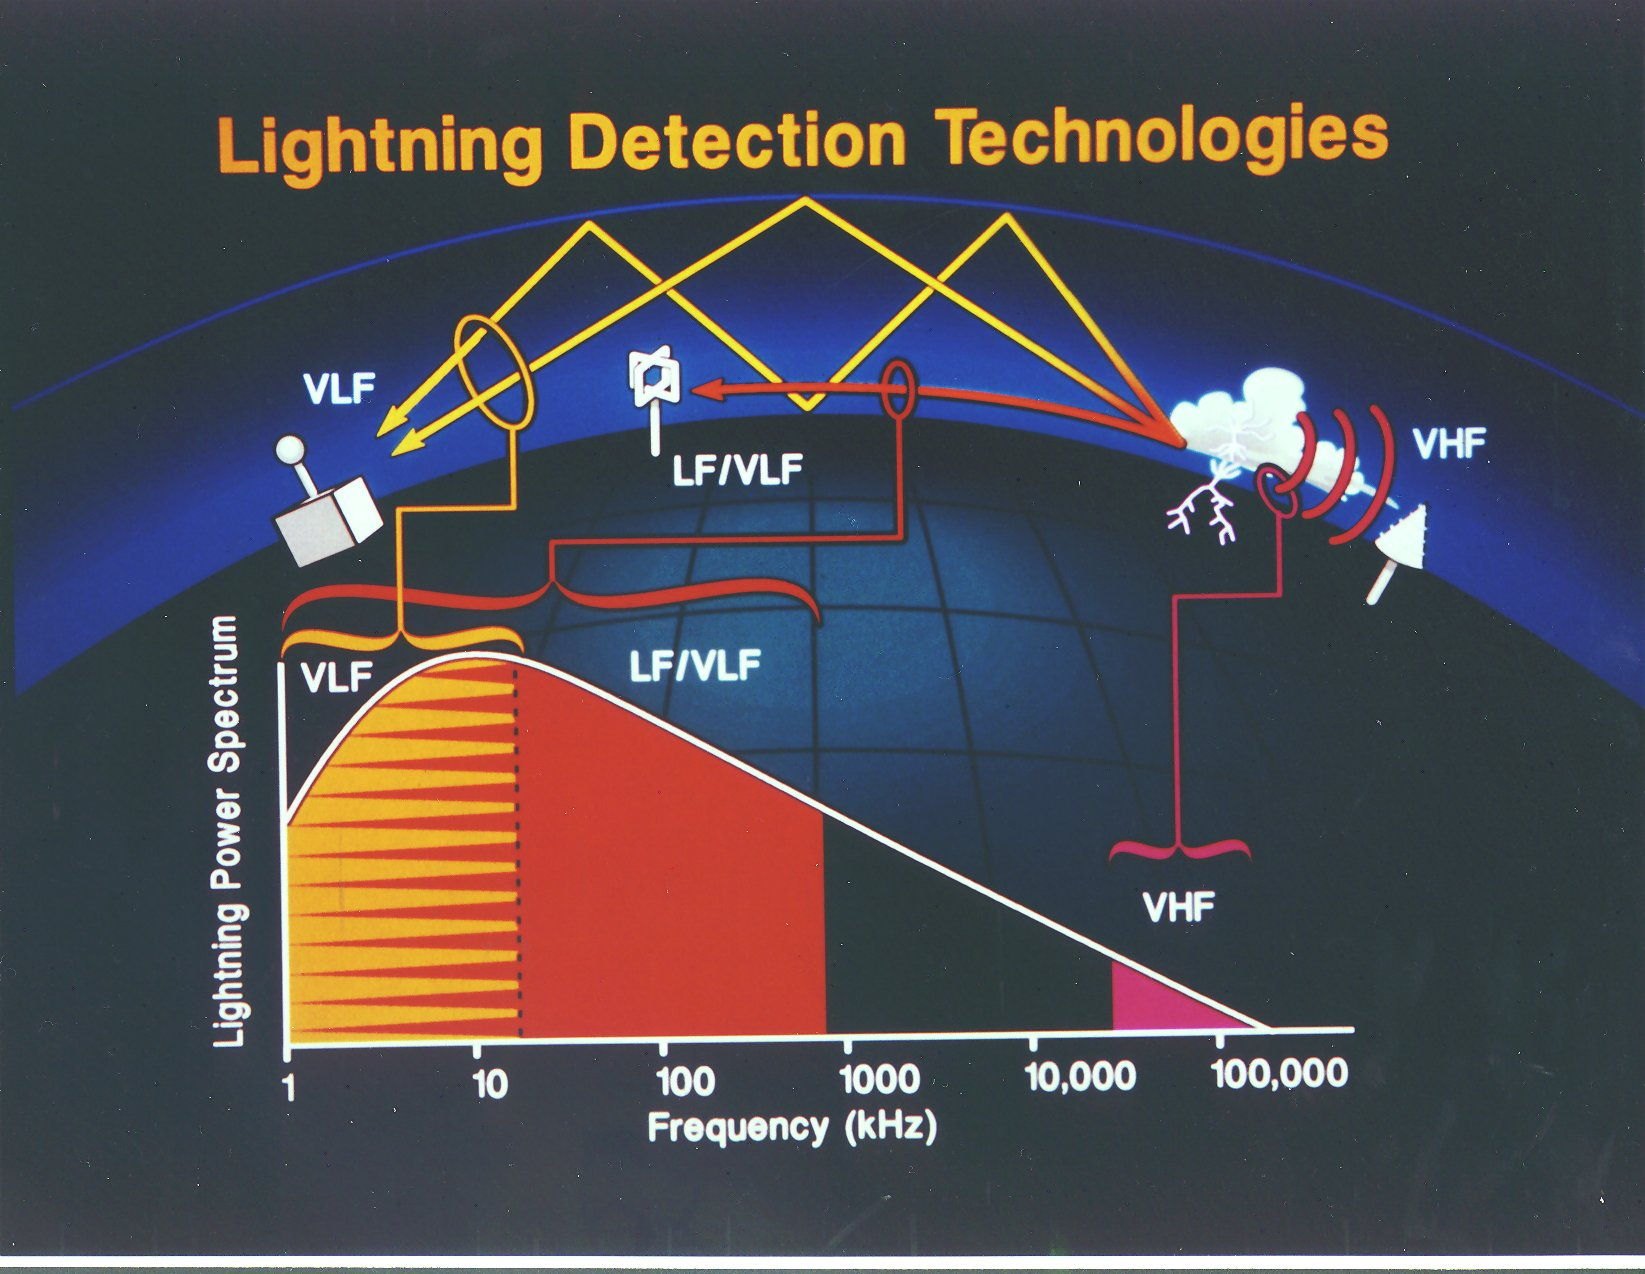 Lightning Detection Technologies
VLF
LF/VLF
VHF
VLF
LF/VLF
VHF
Lightning Power Spectrum
1
10
100
1000
10,000
100,000
Frequency (kHz)